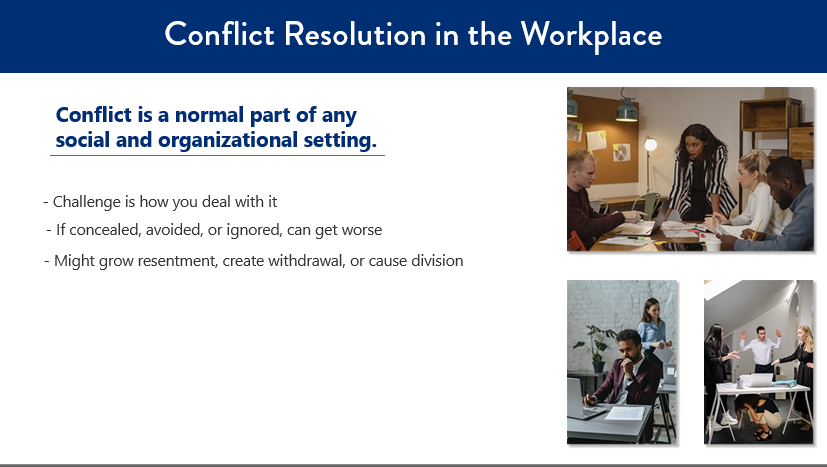 Conflict Resolution in the Workplace
Conflict is a normal part of any
social and organizational setting.
- Challenge is how you deal with it
- If concealed, avoided, or ignored, can get worse
- Might grow resentment, create withdrawal, or cause division